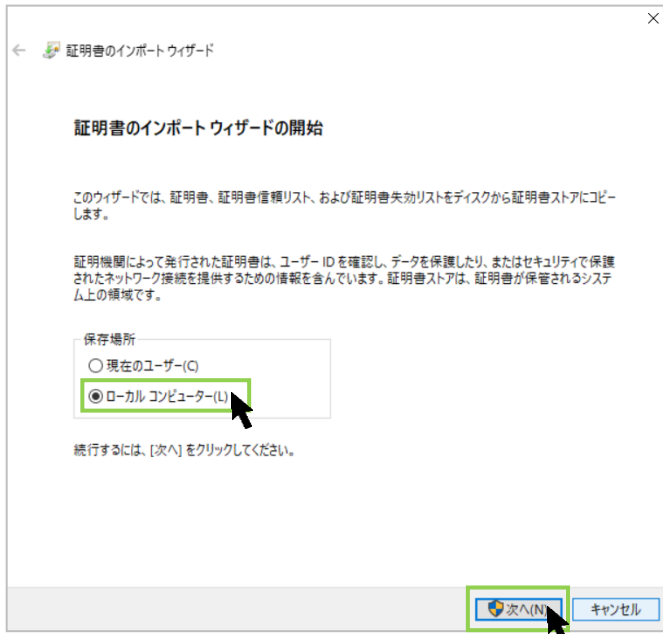 証明書のインポート ウィザード
証明書のインポート ウィザードの開始
このウィザードでは、証明書、証明書信頼リスト、および証明書失効リストをディスクから証明書ストアにコピー
します。
証明機関によって発行された証明書は、ユーザー ID を確認し、データを保護したり、またはセキュリティで保護
されたネットワーク接続を提供するための情報を含んでいます。証明書ストアは、証明書が保管されるシステ
ム上の領域です。
保存場所
現在のユーザー(C)
ローカル コンピューター(L)
続行するには、[次へ] をクリックしてください。
次へ(N)
キャンセル